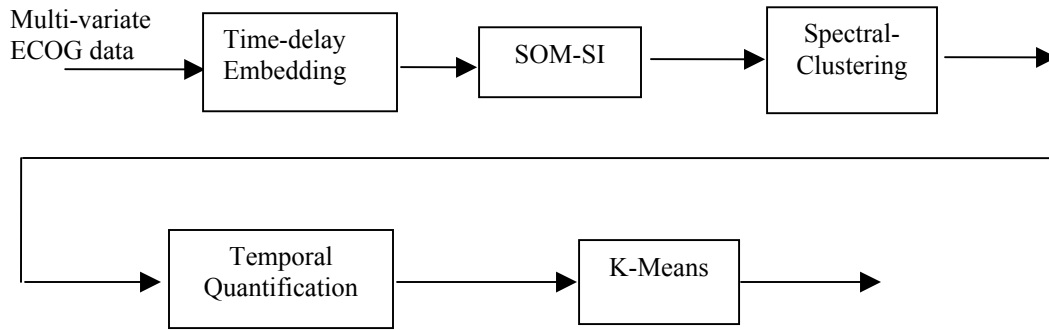 Multi-variate
ECOG data
Time-delay
Embedding
SOM-SI
Spectral-
Clustering
Temporal
Quantification
K-Means